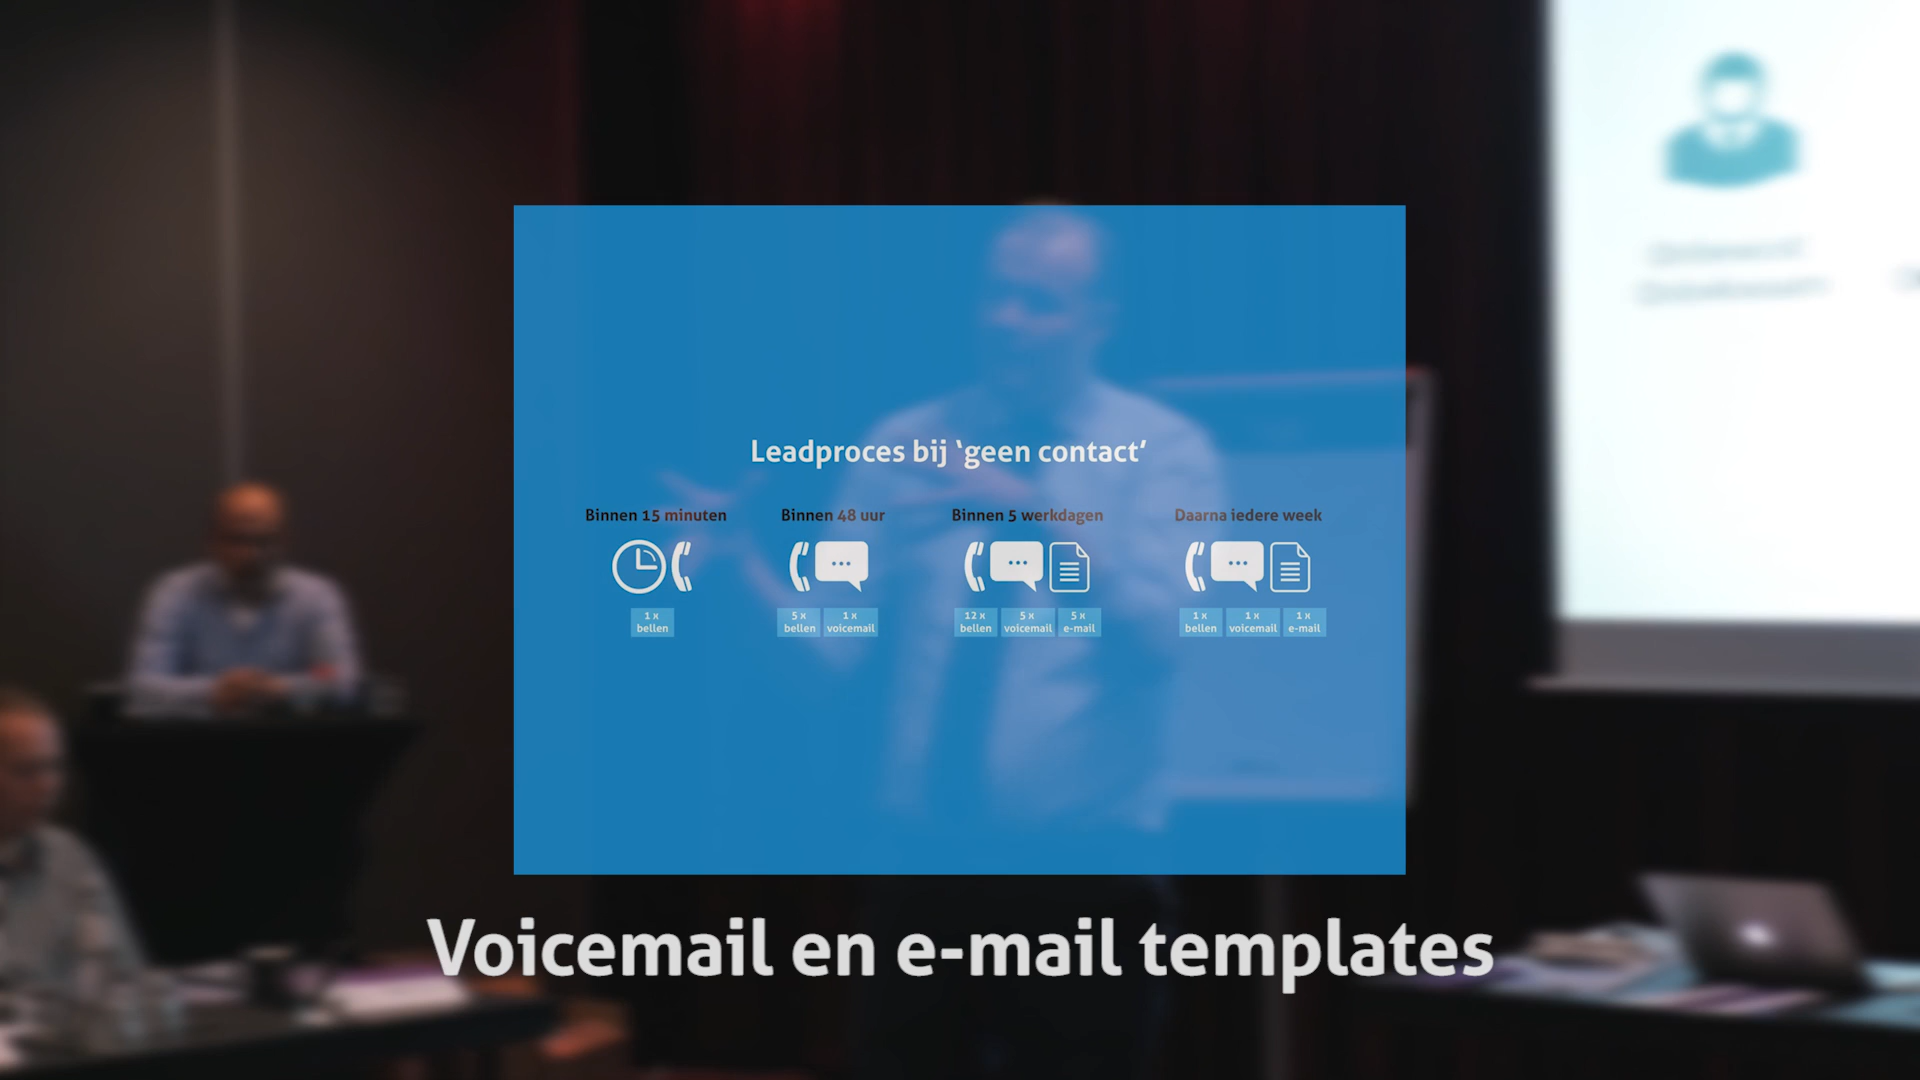 Leadproces bij ‘geen contact’
Binnen 15 minuten
1 x
bellen
Binnen 48 uur
5 x
bellen
1 x
voicemail
Binnen 5 werkdagen
12 x
bellen
5 x
voicemail
5 x
e-mail
Daarna iedere week
1 x
bellen
1 x
voicemail
1 x
e-mail
Voicemail en e-mail templates